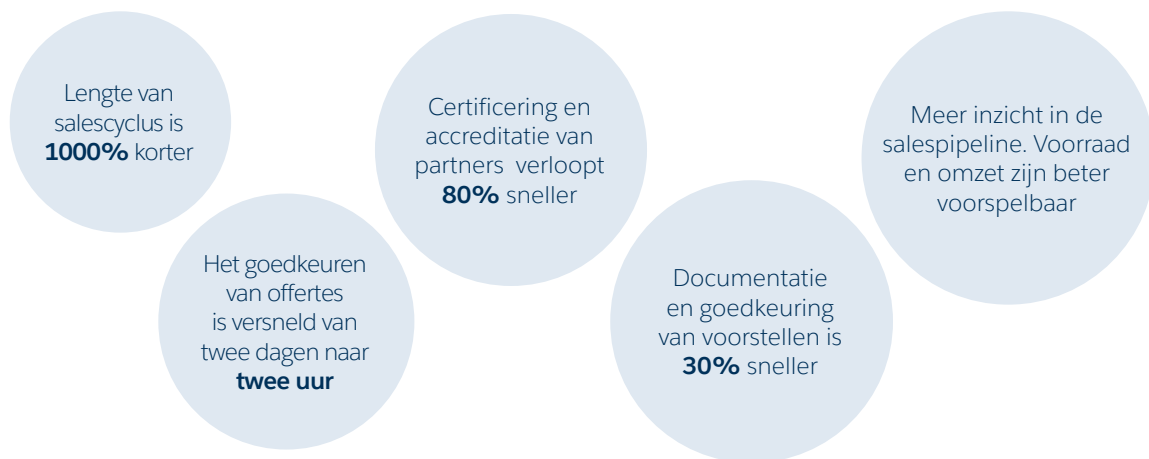 Lengte van
salescyclus is
1000% korter
Het goedkeuren
van offertes
is versneld van
twee dagen naar
twee uur
Certificering en
accreditatie van
partners verloopt
80% sneller
Documentatie
en goedkeuring
van voorstellen is
30% sneller
Meer inzicht in de
salespipeline. Voorraad
en omzet zijn beter
voorspelbaar